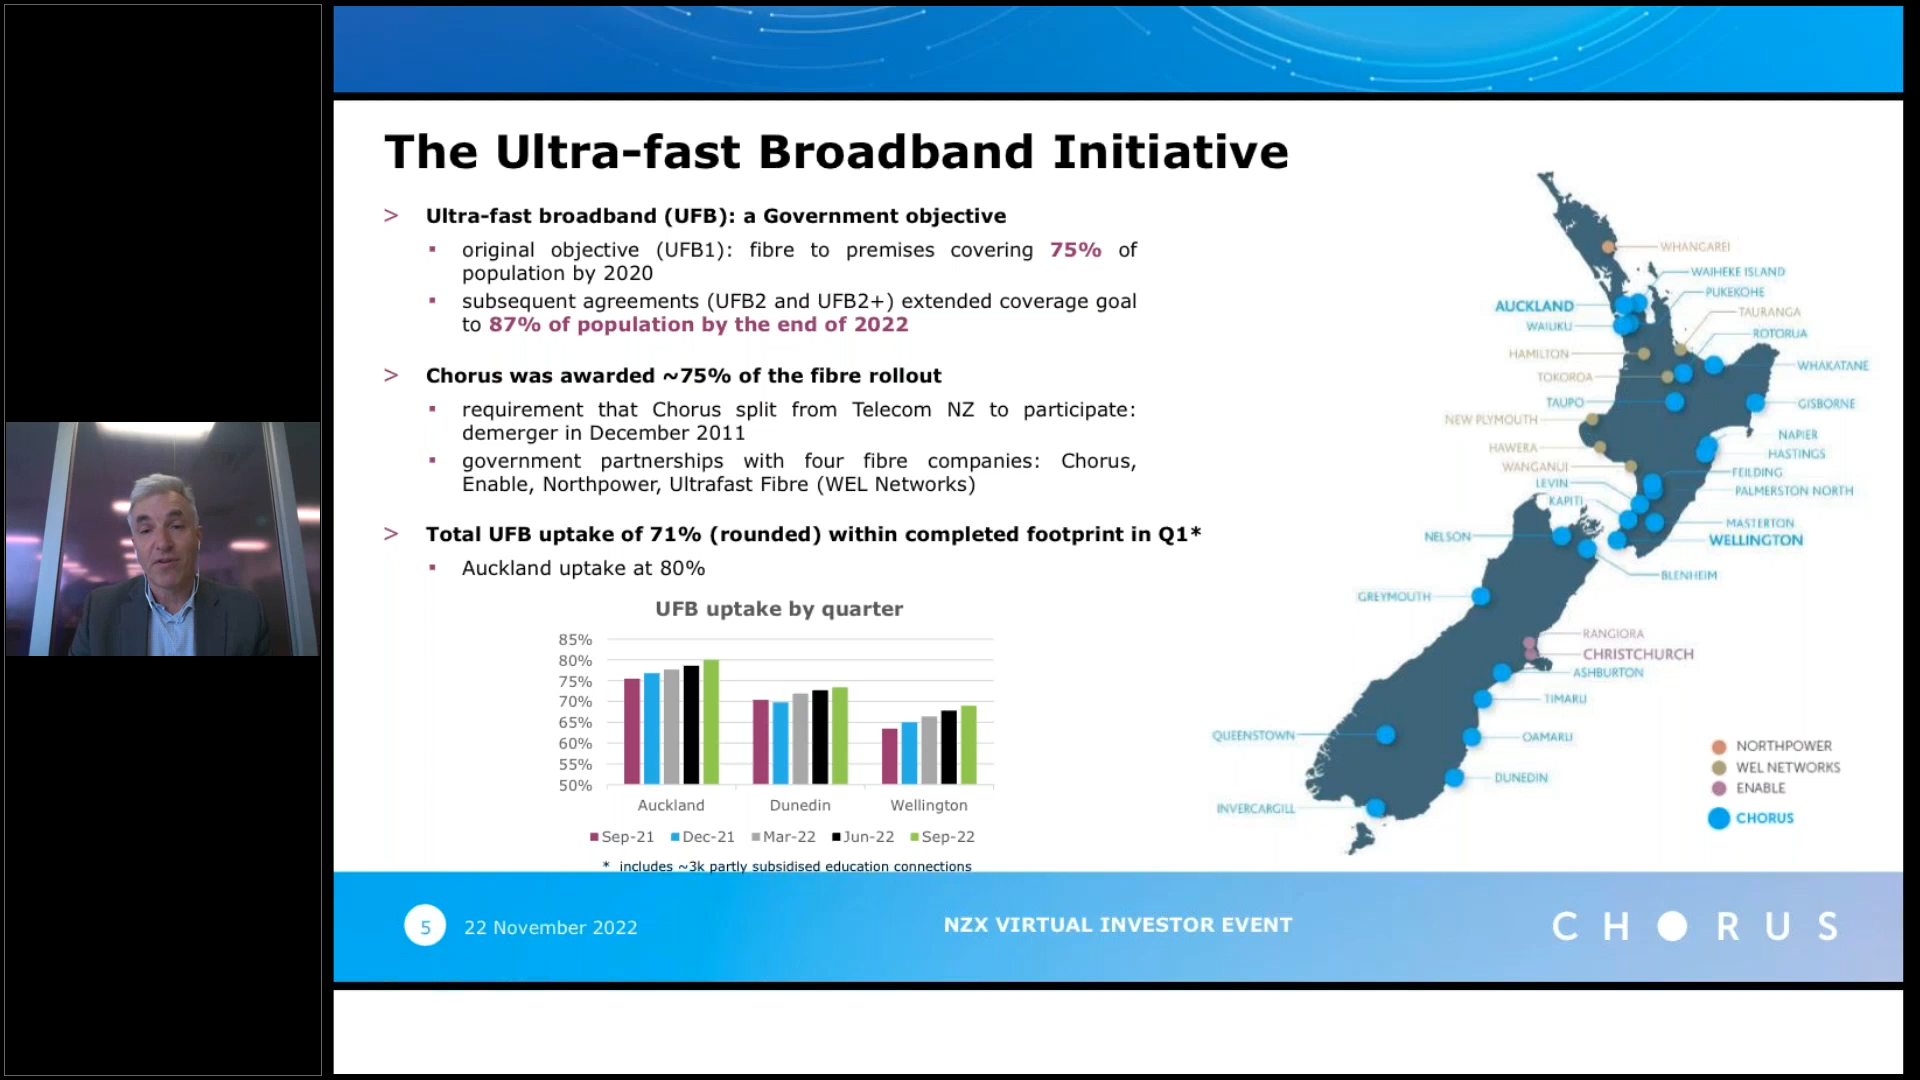 The Ultra-fast Broadband Initiative
> Ultra-fast broadband (UFB): a Government objective
▪ original objective (UFB1): fibre to premises covering 75% of
population by 2020
▪ subsequent agreements (UFB2 and UFB2+) extended coverage goal
to 87% of population by the end of 2022
> Chorus was awarded ~75% of the fibre rollout
▪ requirement that Chorus split from Telecom NZ to participate:
demerger in December 2011
▪ government partnerships with four fibre companies: Chorus,
Enable, Northpower, Ultrafast Fibre (WEL Networks)
> Total UFB uptake of 71% (rounded) within completed footprint in Q1*
▪ Auckland uptake at 80%
UFB uptake by quarter
85%
80%
75%
70%
65%
60%
55%
50%
Auckland Dunedin Wellington
Sep-21 Dec-21 Mar-22 Jun-22 Sep-22
* includes ~3k partly subsidised education connections
WHANGAREI
WAIHEKE ISLAND
PUKEKOHE
AUCKLAND
TAURANGA
WAIUKU
ROTORUA
HAMILTON
WHAKATANE
TOKOROA
TAUPO
GISBORNE
NEW PLYMOUTH
NAPIER
HAWERA
HASTINGS
WANGANUI
FEILDING
LEVIN
PALMERSTON NORTH
KAPITI
MASTERTON
NELSON
WELLINGTON
BLENHEIM
GREYMOUTH
RANGIORA
CHRISTCHURCH
ASHBURTON
TIMARU
QUEENSTOWN
OAMARU
DUNEDIN
INVERCARGILL
NORTHPOWER
WEL NETWORKS
ENABLE
CHORUS
5 22 November 2022
NZX VIRTUAL INVESTOR EVENT
CHORUS